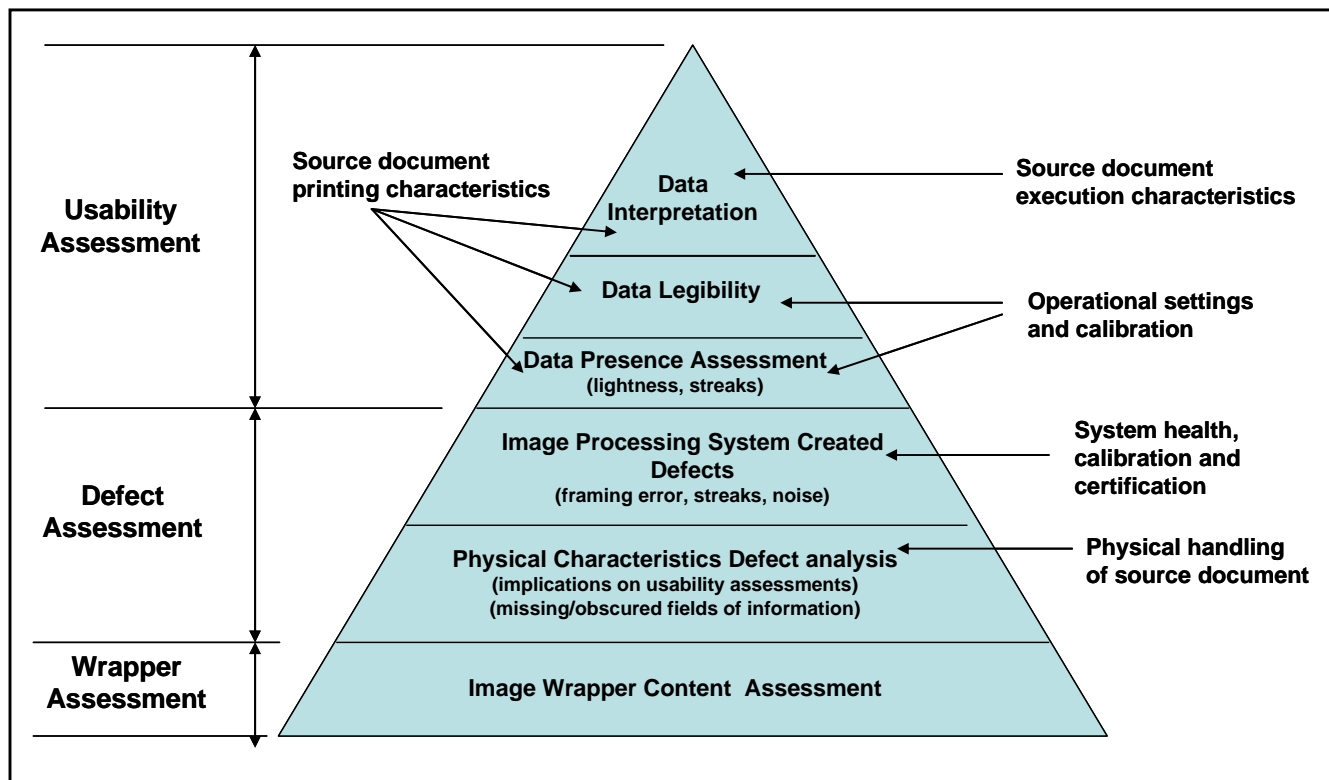 Usability
Assessment
Defect
Assessment
Wrapper
Assessment
Source document
printing characteristics
Data
Interpretation
Data Legibility
Data Presence Assessment
(lightness, streaks)
Image Processing System Created
Defects
(framing error, streaks, noise)
Physical Characteristics Defect analysis
(implications on usability assessments)
(missing/obscured fields of information)
Image Wrapper Content Assessment
Source document
execution characteristics
Operational settings
and calibration
System health,
calibration and
certification
Physical handling
of source document